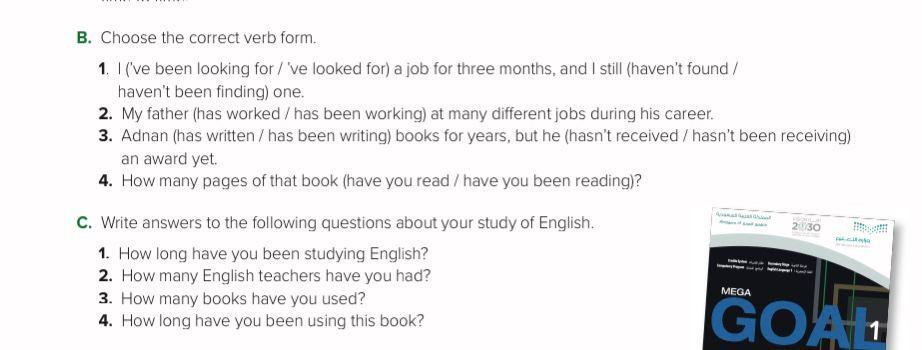 B. Choose the correct verb form.
1. I (’ve been looking for / ’ve looked for) a job for three months, and I still (haven’t found /
haven’t been finding) one.
2. My father (has worked / has been working) at many different jobs during his career.
3. Adnan (has written / has been writing) books for years, but he (hasn’t received / hasn’t been receiving)
an award yet.
4. How many pages of that book (have you read / have you been reading)?
C. Write answers to the following questions about your study of English.
1. How long have you been studying English?
2. How many English teachers have you had?
3. How many books have you used?
4. How long have you been using this book?
المملكة العربية السعودية
2030
وزارة التعليم
MEGA
GOAL 1